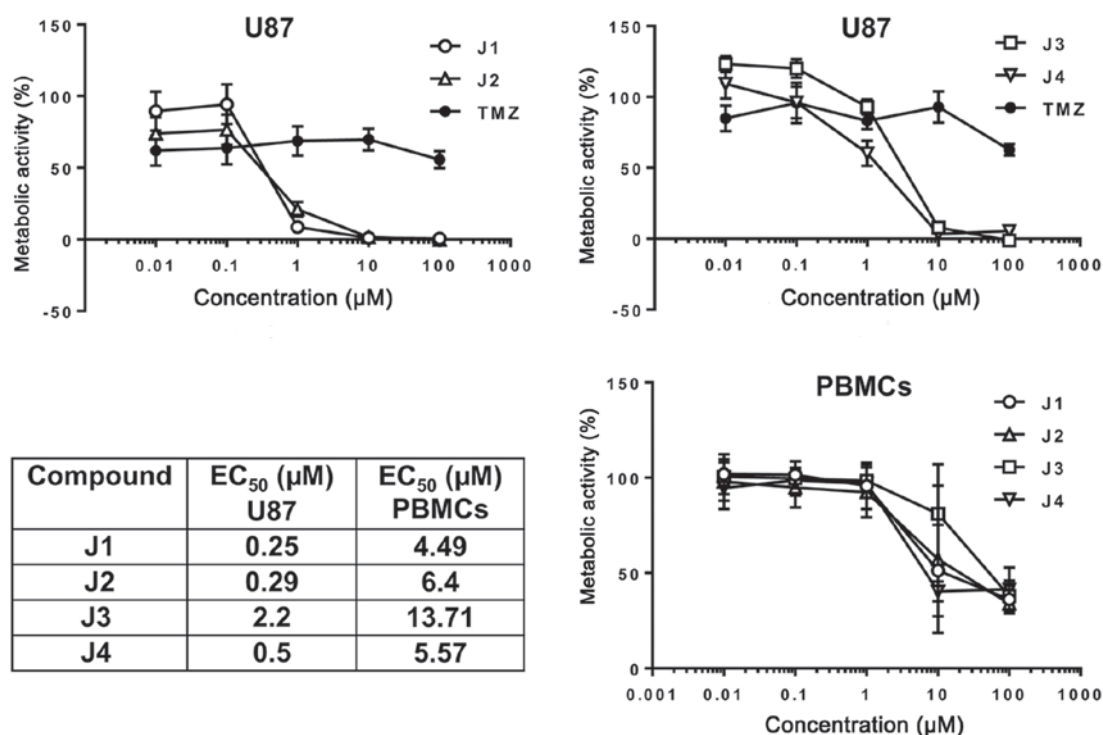 U87
J1
J2
TMZ
Metabolic activity (%)
150
100
50
0
-50
0.01 0.1 1 10 100 1000
Concentration (µM)
U87
J3
J4
TMZ
Metabolic activity (%)
150
100
50
0
-50
0.01 0.1 1 10 100 1000
Concentration (µM)
Compound EC50 (µM) U87 EC50 (µM) PBMCs
J1 0.25 4.49
J2 0.29 6.4
J3 2.2 13.71
J4 0.5 5.57
PBMCs
J1
J2
J3
J4
Metabolic activity (%)
150
100
50
0
0.001 0.01 0.1 1 10 100 1000
Concentration (µM)